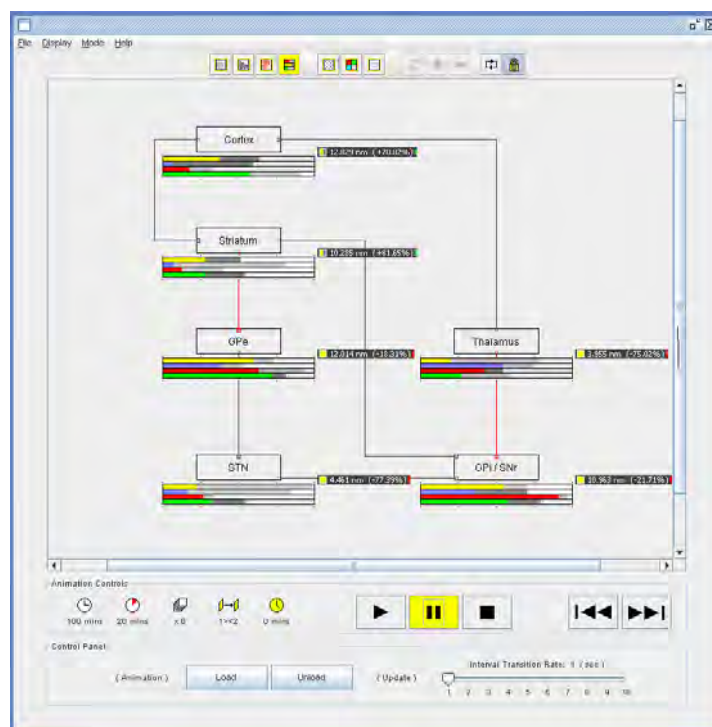 File Display Mode Help
Cortex
12.829 nm (+70.02%)
Striatum
10.285 nm (+61.65%)
GPe
12.014 nm (-18.31%)
Thalamus
3.955 nm (-75.02%)
STN
4.461 nm (-77.39%)
GPi / SNr
10.963 nm (-21.71%)
Animation Controls
100 mins
20 mins
x 0
1><2
0 mins
Control Panel
( Animation )
Load
Unload
( Update )
Interval Transition Rate: 1 ( sec )
1 2 3 4 5 6 7 8 9 10